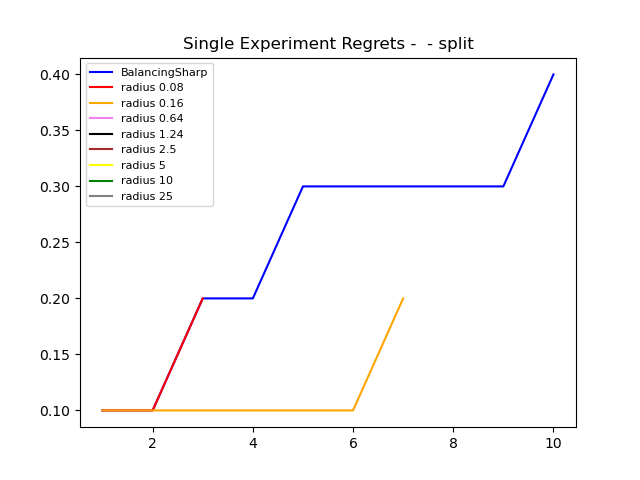 Single Experiment Regrets -  - split
BalancingSharp
radius 0.08
radius 0.16
radius 0.64
radius 1.24
radius 2.5
radius 5
radius 10
radius 25
0.40
0.35
0.30
0.25
0.20
0.15
0.10
2 4 6 8 10